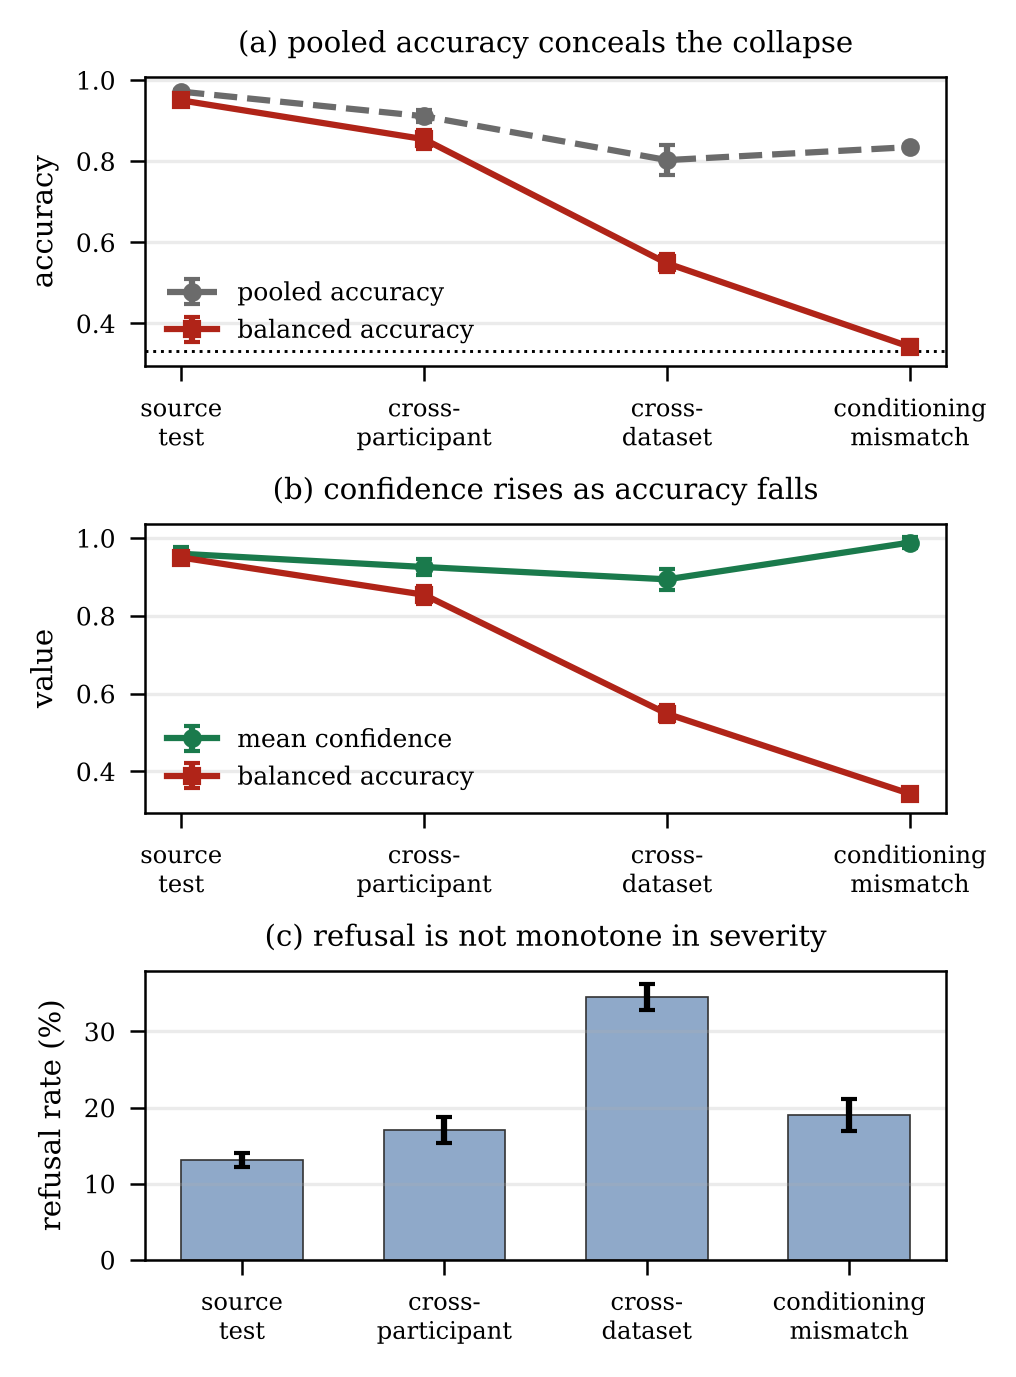 (a) pooled accuracy conceals the collapse
1.0
0.8
0.6
0.4
accuracy
pooled accuracy
balanced accuracy
source
test
cross-
participant
cross-
dataset
conditioning
mismatch
(b) confidence rises as accuracy falls
1.0
0.8
0.6
0.4
value
mean confidence
balanced accuracy
source
test
cross-
participant
cross-
dataset
conditioning
mismatch
(c) refusal is not monotone in severity
30
20
10
0
refusal rate (%)
source
test
cross-
participant
cross-
dataset
conditioning
mismatch